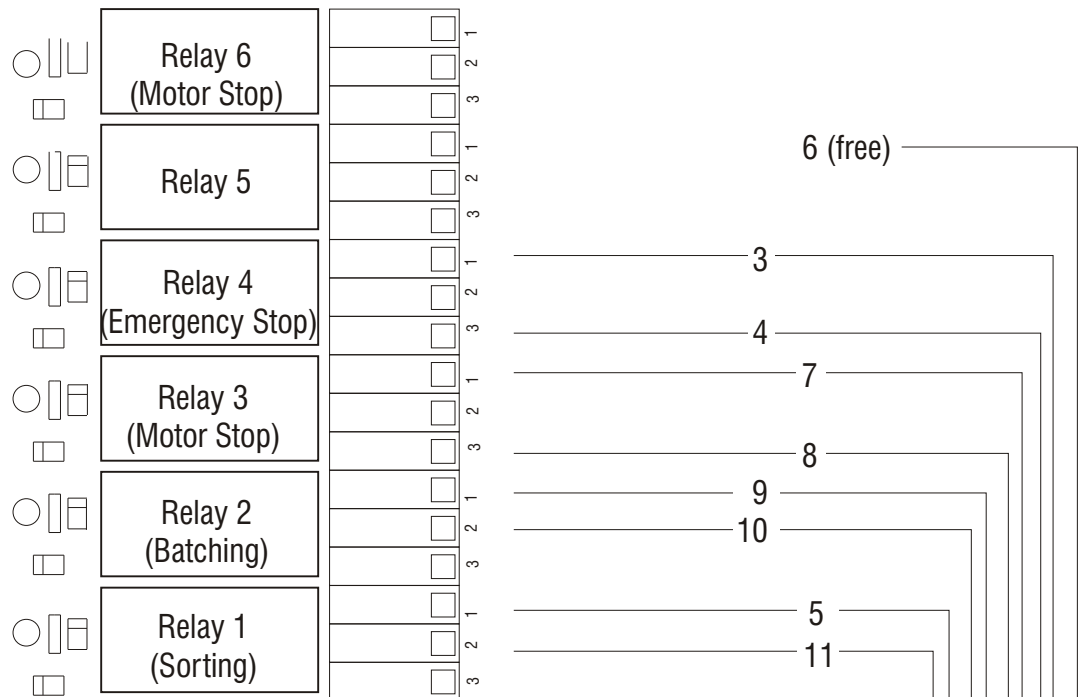 Relay 6
(Motor Stop)
1
2
3
6 (free)
Relay 5
1
2
3
Relay 4
(Emergency Stop)
1
2
3
3
4
Relay 3
(Motor Stop)
1
2
3
7
8
Relay 2
(Batching)
1
2
3
9
10
Relay 1
(Sorting)
1
2
3
5
11